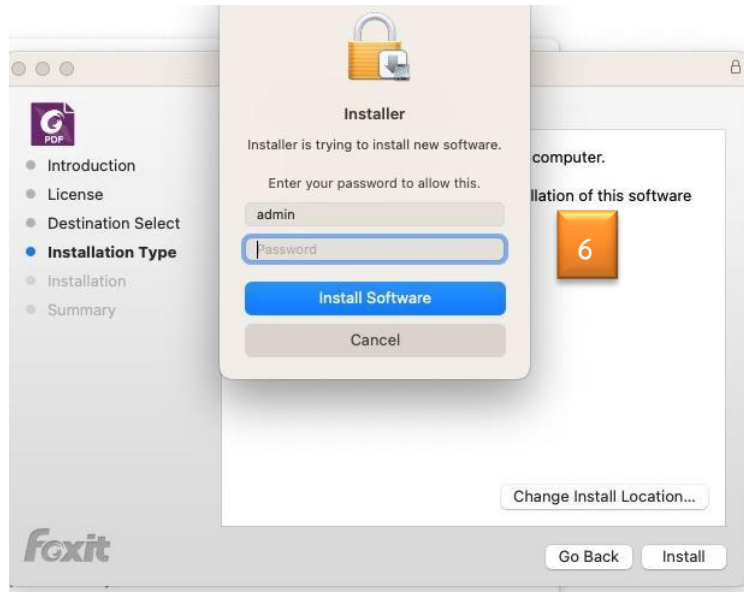 Installer
Installer is trying to install new software.
Enter your password to allow this.
admin
Password
Install Software
Cancel
PDF
Introduction
License
Destination Select
Installation Type
Installation
Summary
computer.
llation of this software
6
Change Install Location...
Foxit
Go Back
Install